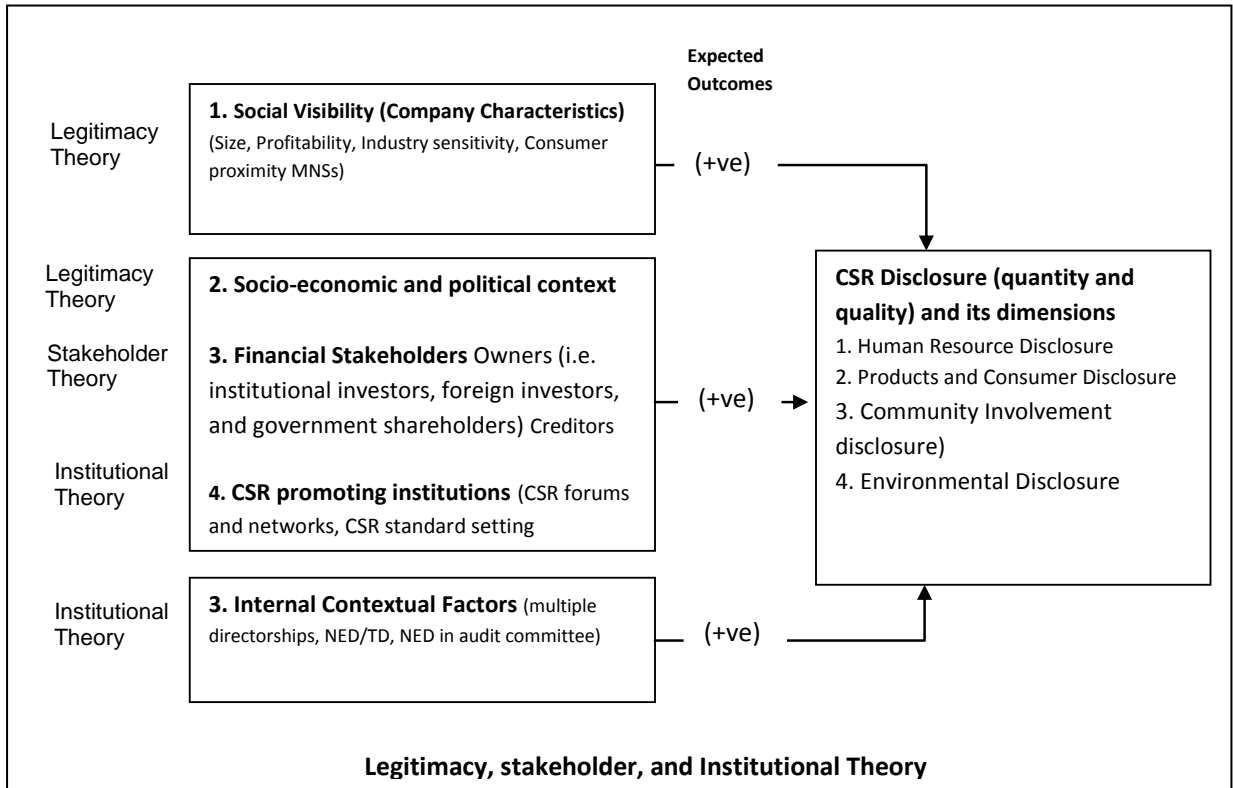 Expected
Outcomes
Legitimacy
Theory
1. Social Visibility (Company Characteristics)
(Size, Profitability, Industry sensitivity, Consumer
proximity MNSs)
(+ve)
Legitimacy
Theory
2. Socio-economic and political context
Stakeholder
Theory
3. Financial Stakeholders Owners (i.e.
institutional investors, foreign investors,
and government shareholders) Creditors
(+ve)
Institutional
Theory
4. CSR promoting institutions (CSR forums
and networks, CSR standard setting
CSR Disclosure (quantity and
quality) and its dimensions
1. Human Resource Disclosure
2. Products and Consumer Disclosure
3. Community Involvement
disclosure)
4. Environmental Disclosure
Institutional
Theory
3. Internal Contextual Factors (multiple
directorships, NED/TD, NED in audit committee)
(+ve)
Legitimacy, stakeholder, and Institutional Theory